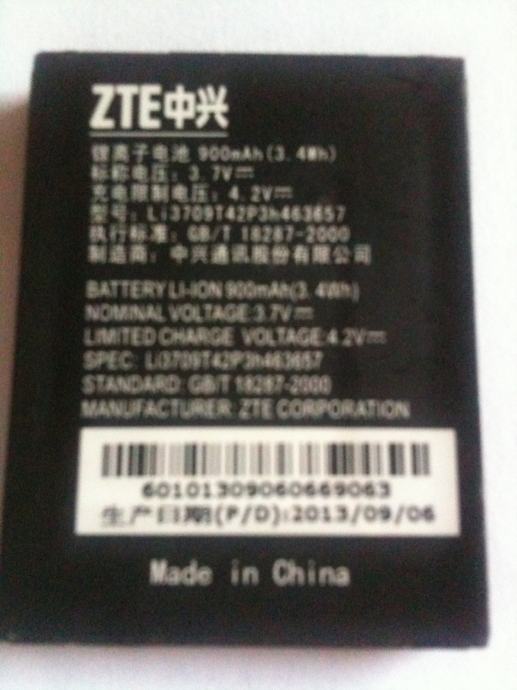 ZTE中兴
锂离子电池 900mAh(3.4Wh)
标称电压: 3.7V⎓
充电限制电压: 4.2V⎓
型号: Li3709T42P3h463657
执行标准: GB/T 18287-2000
制造商: 中兴通讯股份有限公司
BATTERY LI-ION 900mAh(3.4Wh)
NOMINAL VOLTAGE:3.7V⎓
LIMITED CHARGE VOLTAGE:4.2V⎓
SPEC: Li3709T42P3h463657
STANDARD: GB/T 18287-2000
MANUFACTURER: ZTE CORPORATION
601013090606690​63
生产日期(P/D):2013/09/06
Made in China